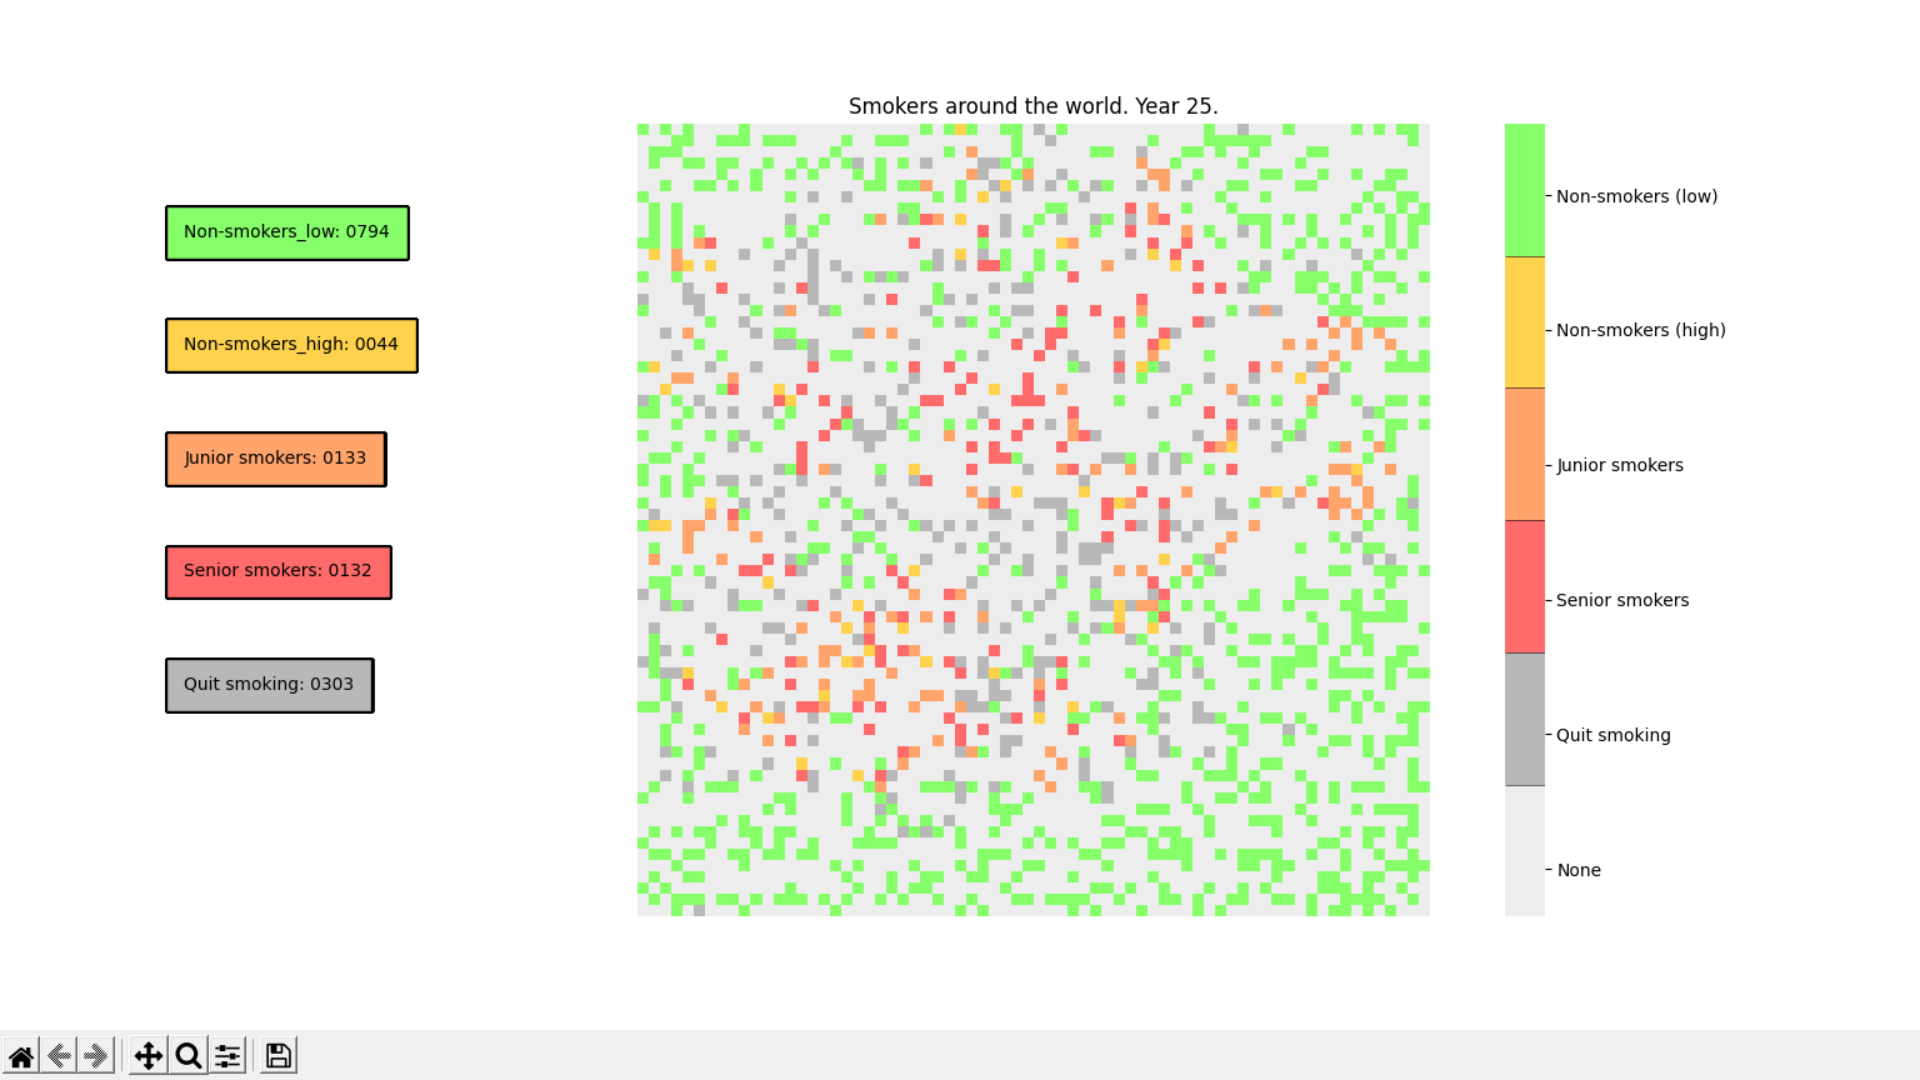 Smokers around the world. Year 25.
Non-smokers_low: 0794
Non-smokers_high: 0044
Junior smokers: 0133
Senior smokers: 0132
Quit smoking: 0303
Non-smokers (low)
Non-smokers (high)
Junior smokers
Senior smokers
Quit smoking
None